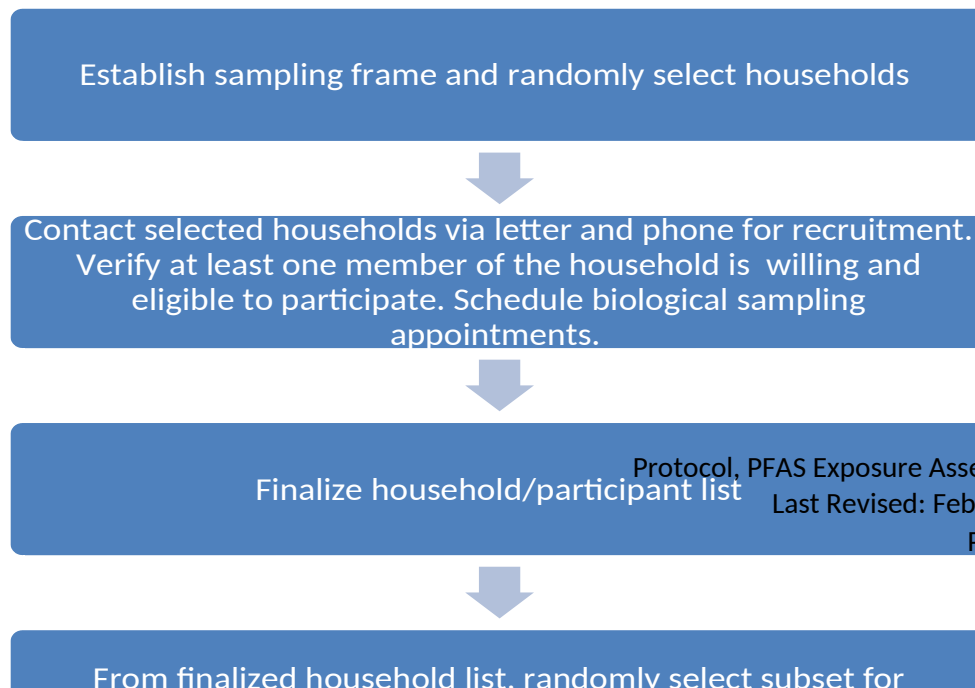 Establish sampling frame and randomly select households
Contact selected households via letter and phone for recruitment.
Verify at least one member of the household is  willing and
eligible to participate. Schedule biological sampling
appointments.
Protocol, PFAS Exposure Asse
Finalize household/participant list
Last Revised: Feb
P
From finalized household list, randomly select subset for